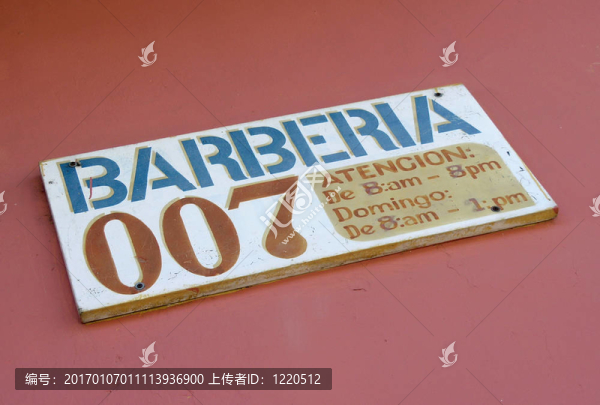 BARBERIA
007
ATENCION:
De 8:am - 8pm
Domingo:
De 8:am - 1:pm
编号：20170107011113936900 上传者ID：1220512